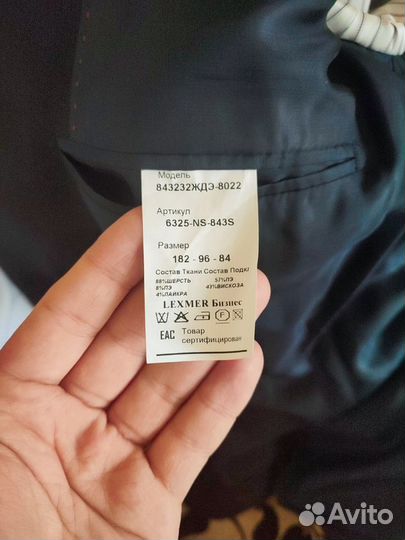 Модель
843232ЖДЭ-8022
Артикул
6325-NS-843S
Размер
182 - 96 - 84
Состав Ткани Состав Подкл
88%ШЕРСТЬ 57%ПЭ
8%ПЭ 43%ВИСКОЗА
4%ЛАЙКРА
LEXMER Бизнес
EAC Товар
сертифицирован
Avito